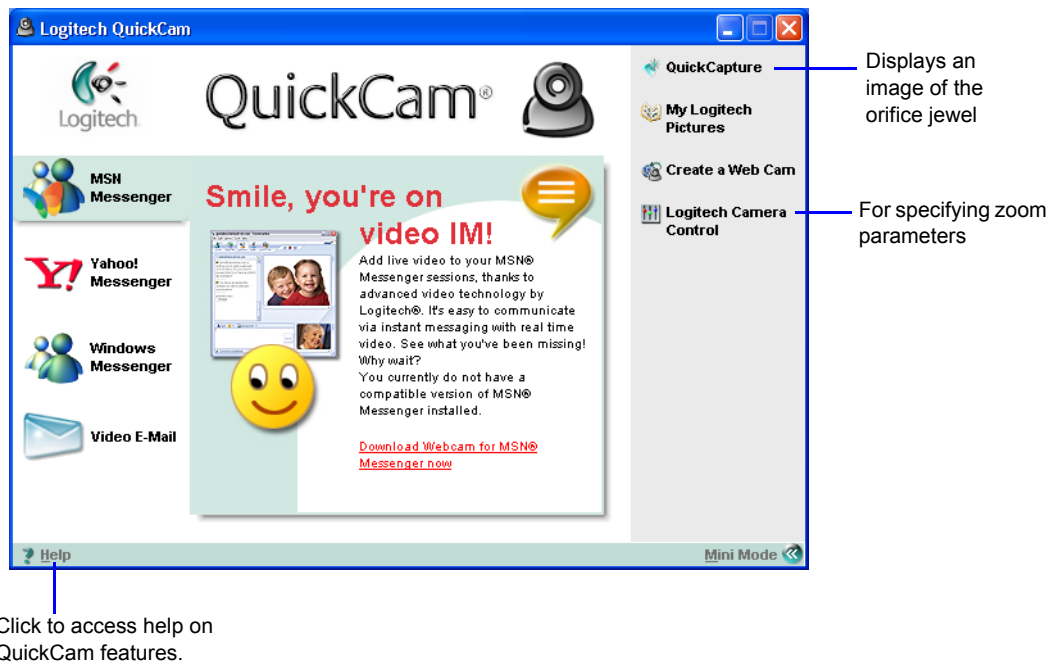 Logitech QuickCam
Logitech
QuickCam®
MSN
Messenger
Yahoo!
Messenger
Windows
Messenger
Video E-Mail
Smile, you're on
video IM!
Add live video to your MSN®
Messenger sessions, thanks to
advanced video technology by
Logitech®. It's easy to communicate
via instant messaging with real time
video. See what you've been missing!
Why wait?
You currently do not have a
compatible version of MSN®
Messenger installed.
Download Webcam for MSN®
Messenger now
QuickCapture
My Logitech
Pictures
Create a Web Cam
Logitech Camera
Control
Displays an
image of the
orifice jewel
For specifying zoom
parameters
Help
Mini Mode
Click to access help on
QuickCam features.